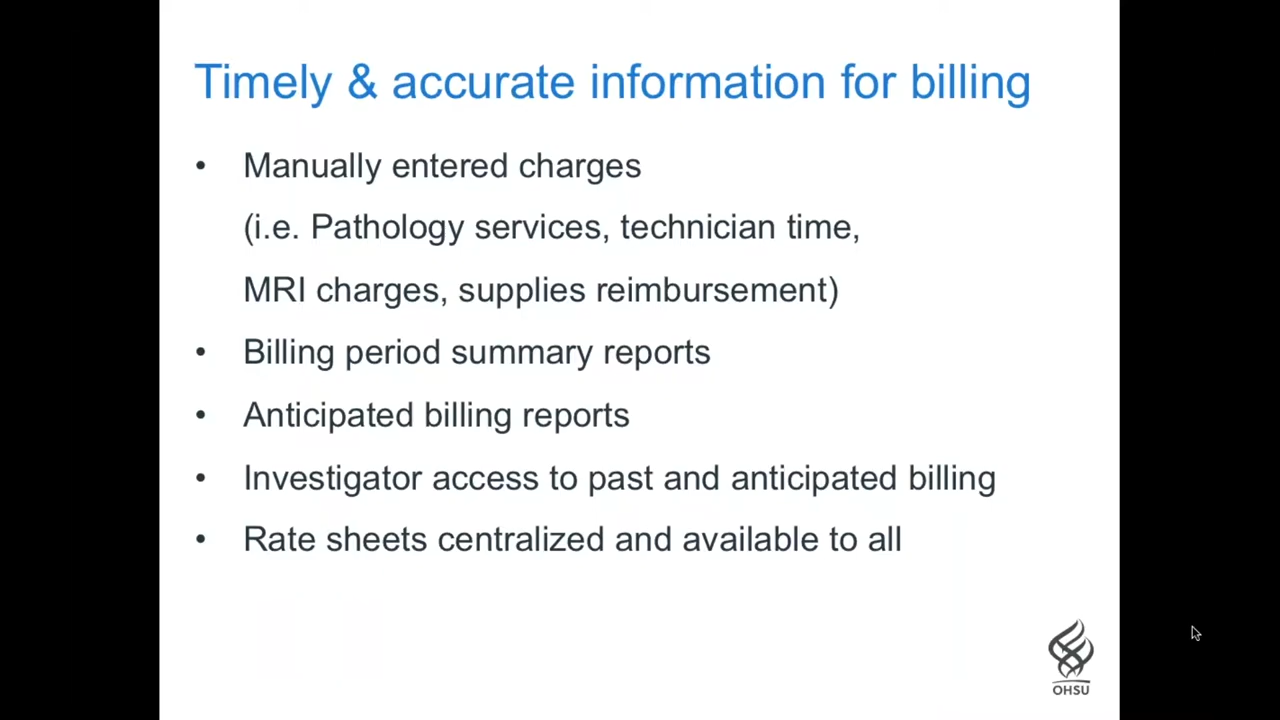 Timely & accurate information for billing
• Manually entered charges
(i.e. Pathology services, technician time,
MRI charges, supplies reimbursement)
• Billing period summary reports
• Anticipated billing reports
• Investigator access to past and anticipated billing
• Rate sheets centralized and available to all
OHSU